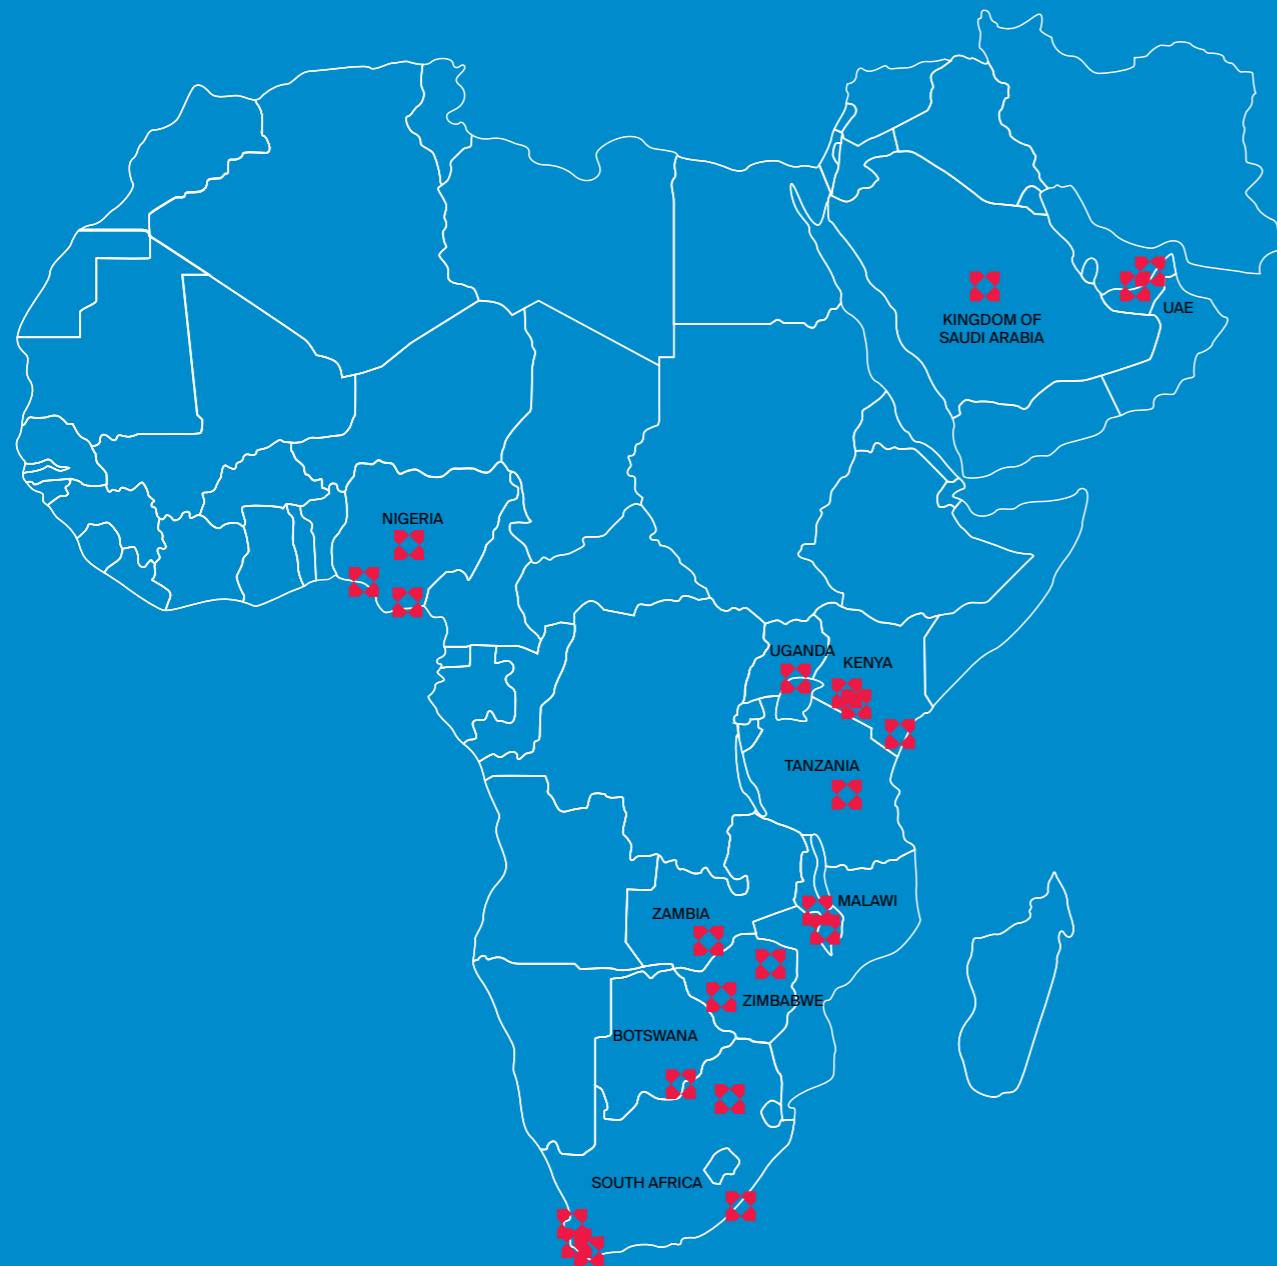 KINGDOM OF
SAUDI ARABIA
UAE
NIGERIA
UGANDA
KENYA
TANZANIA
MALAWI
ZAMBIA
ZIMBABWE
BOTSWANA
SOUTH AFRICA